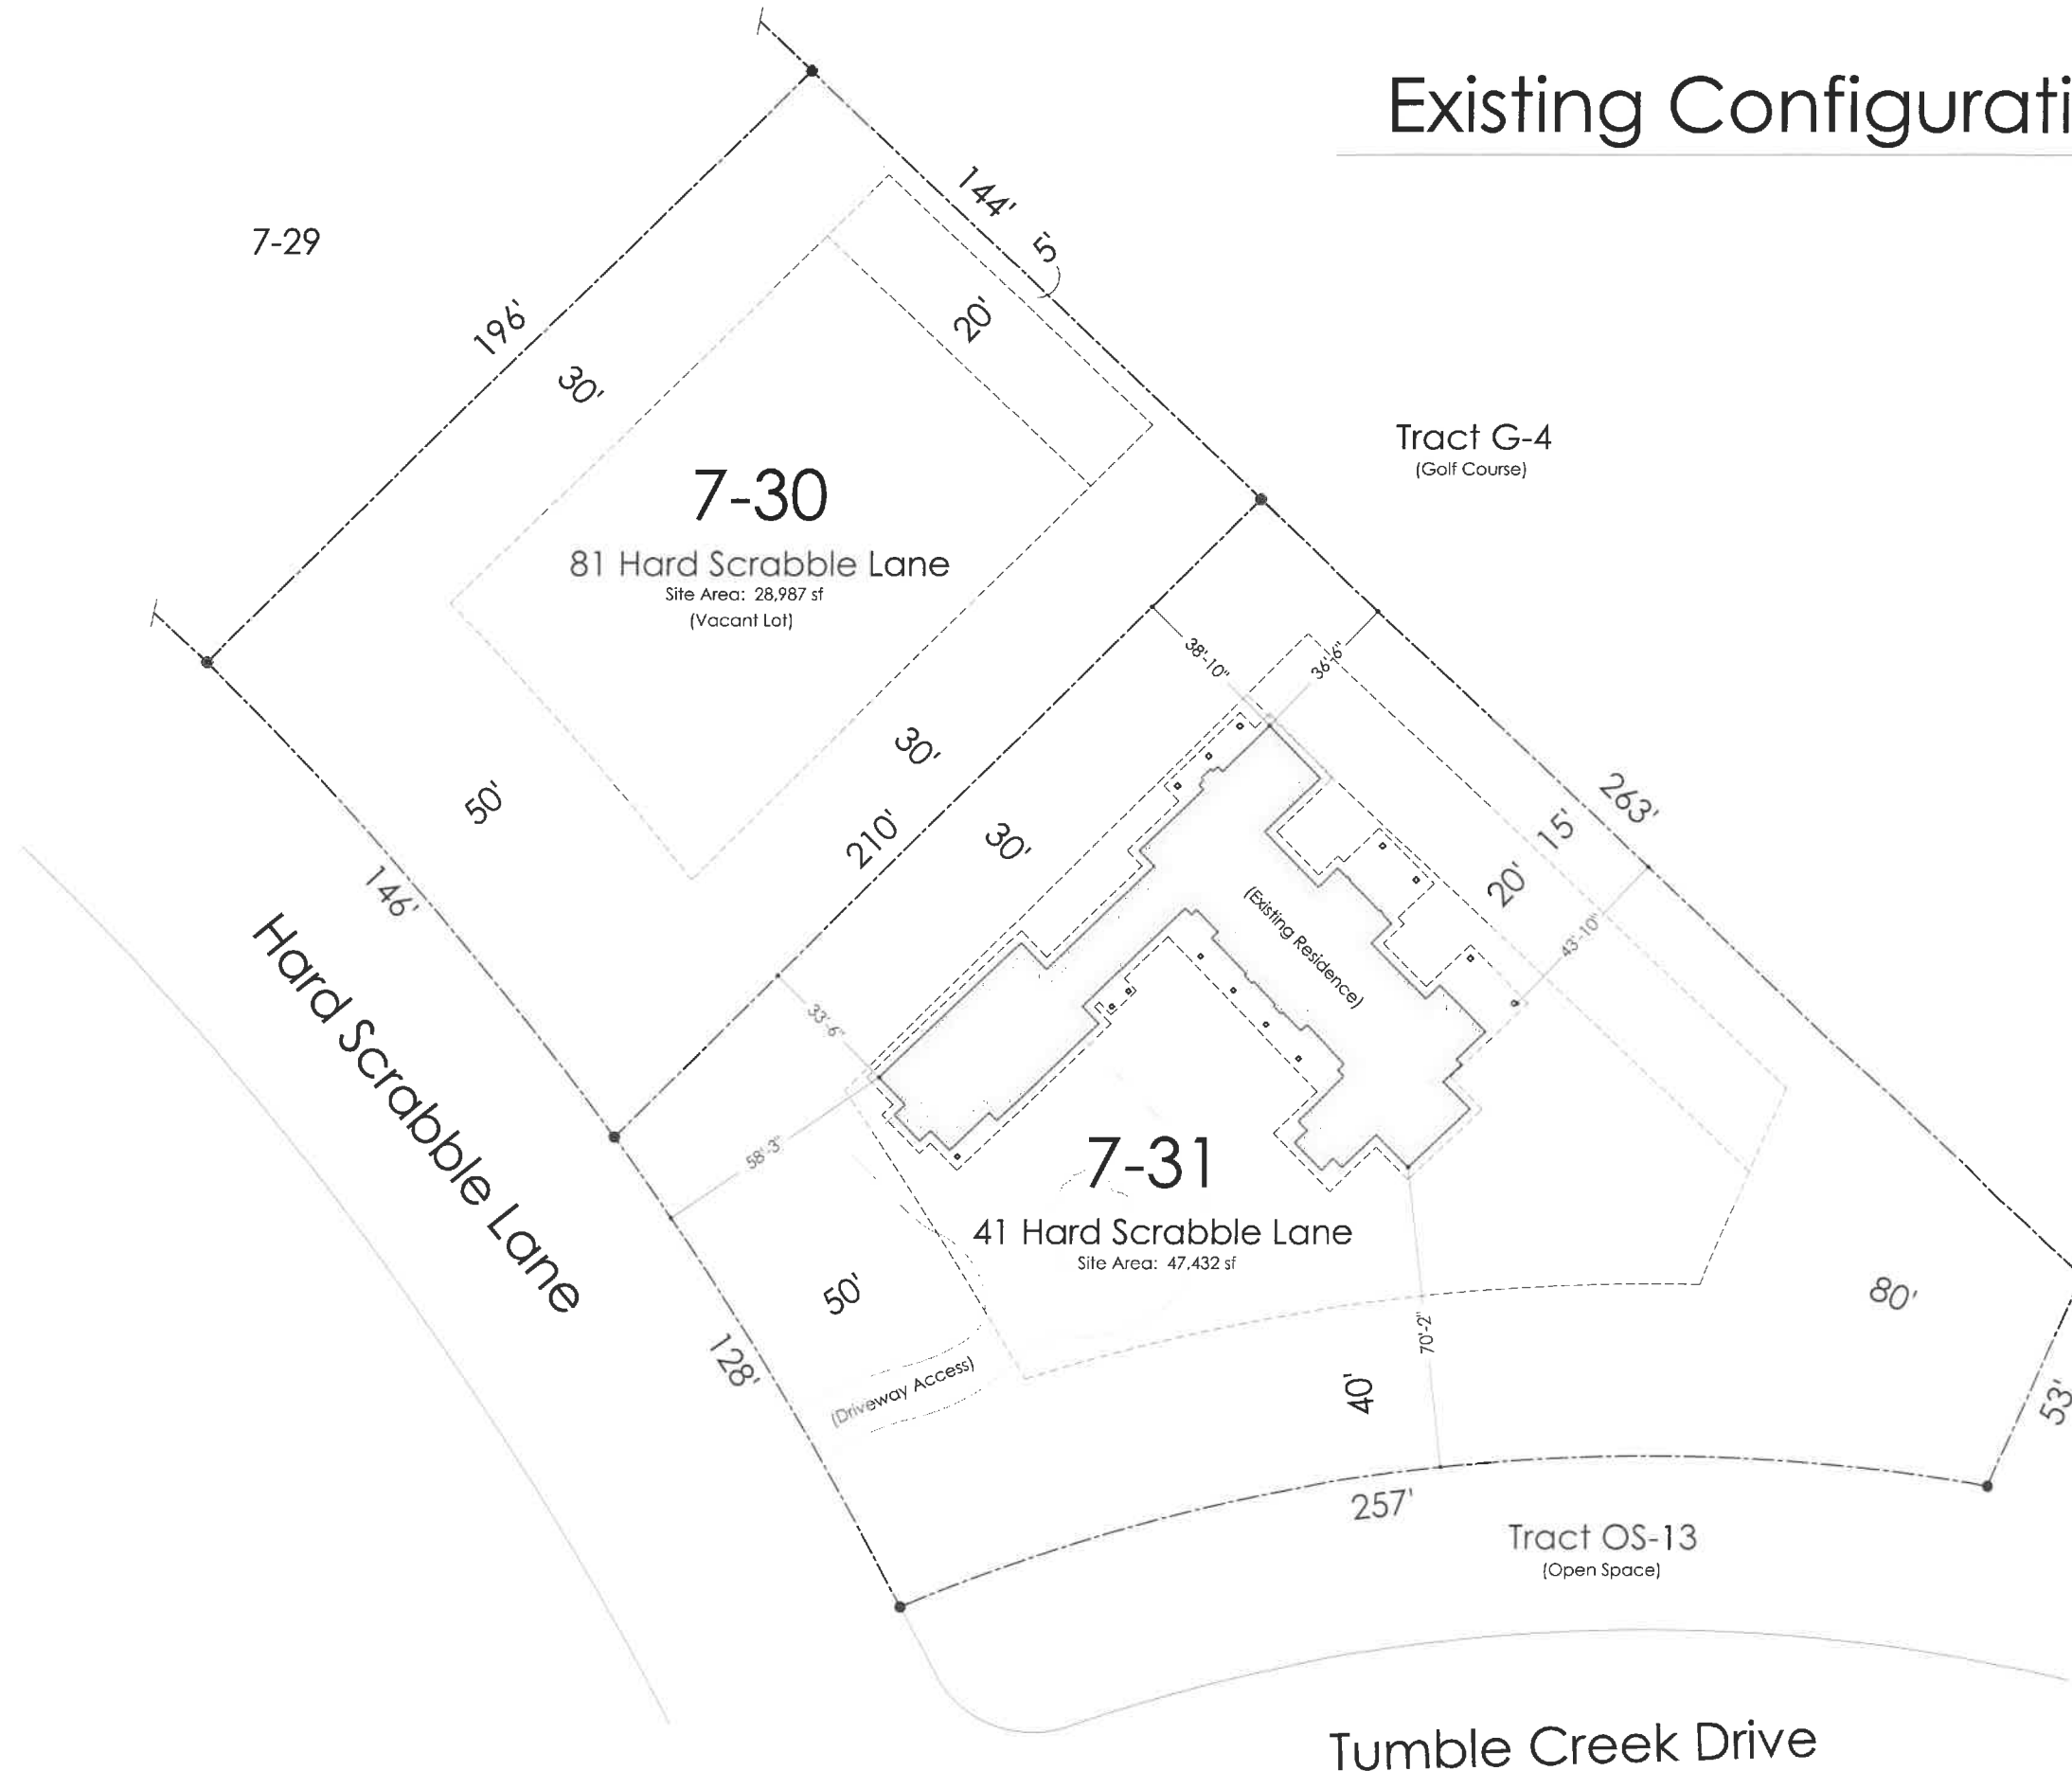 Existing Configurati
144'
5'
7-29
20'
196'
30'
Tract G-4
(Golf Course)
7-30
81 Hard Scrabble Lane
Site Area: 28,987 sf
(Vacant Lot)
38'-10"
36'-6"
30'
50'
210'
30'
263'
15'
20'
146'
(Existing Residence)
43'-10"
Hard Scrabble Lane
33'-6"
58'-3"
7-31
41 Hard Scrabble Lane
Site Area: 47,432 sf
50'
80'
70'-2"
128'
(Driveway Access)
40'
53'
257'
Tract OS-13
(Open Space)
Tumble Creek Drive